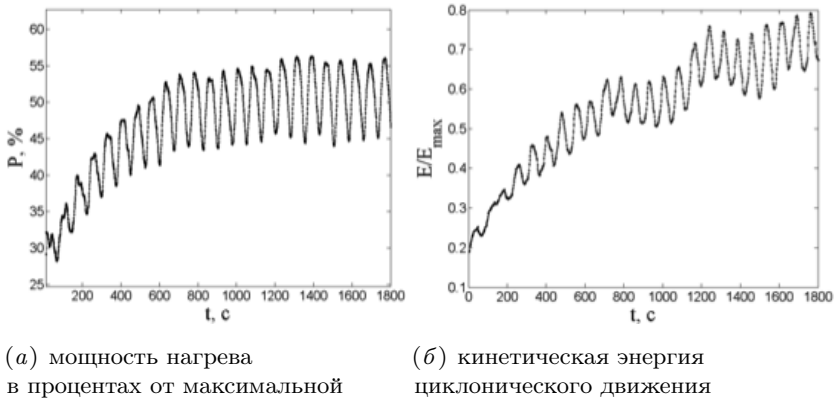 60
55
50
45
40
35
30
25
P, %
200 400 600 800 1000 1200 1400 1600 1800
t, с
0.8
0.7
0.6
0.5
0.4
0.3
0.2
0.1
E/E_max
0 200 400 600 800 1000 1200 1400 1600 1800
t, с
(а) мощность нагрева
в процентах от максимальной
(б) кинетическая энергия
циклонического движения